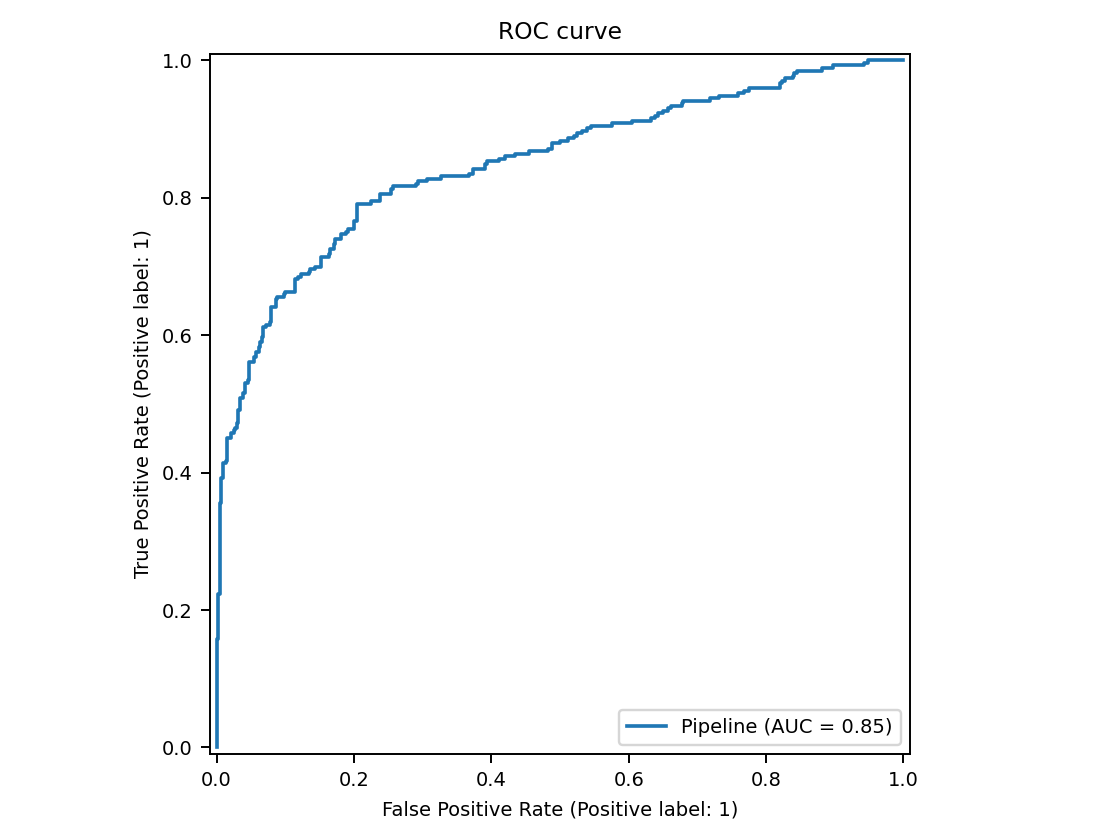 ROC curve
1.0
0.8
0.6
0.4
0.2
0.0
True Positive Rate (Positive label: 1)
Pipeline (AUC = 0.85)
0.0 0.2 0.4 0.6 0.8 1.0
False Positive Rate (Positive label: 1)